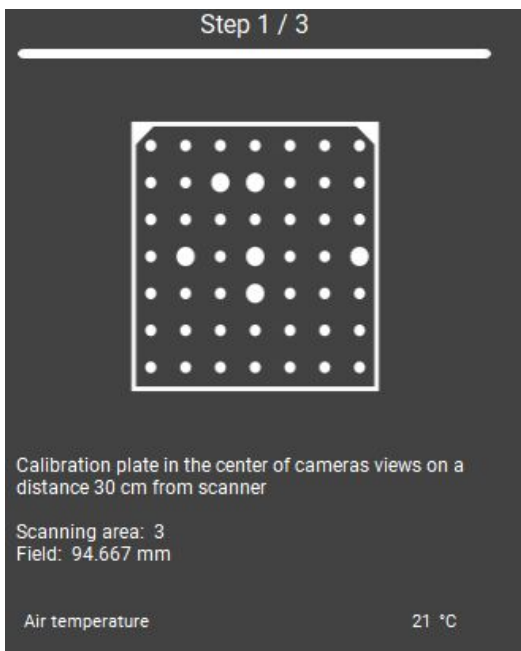 Step 1 / 3
Calibration plate in the center of cameras views on a
distance 30 cm from scanner
Scanning area: 3
Field: 94.667 mm
Air temperature 21 °C